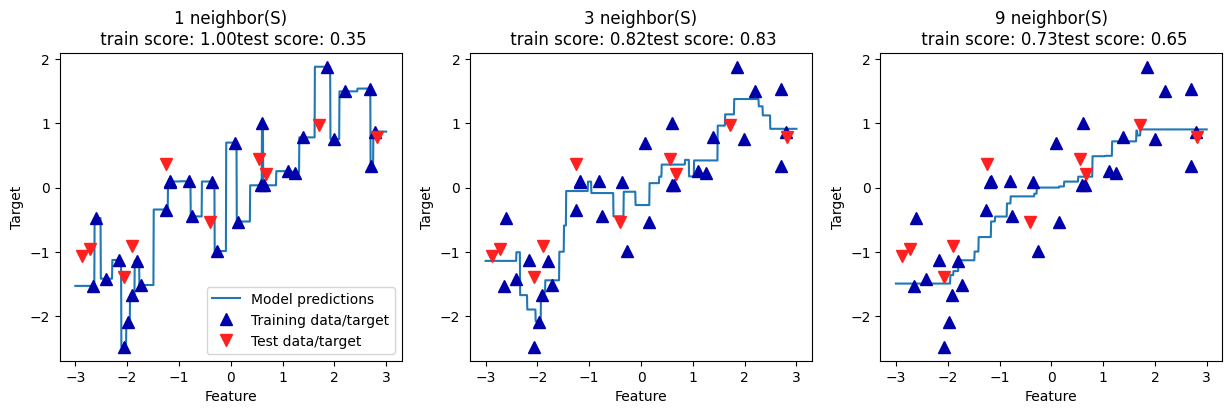 1 neighbor(S)
train score: 1.00test score: 0.35
2
1
0
−1
−2
Target
−3
−2
−1
0
1
2
3
Feature
Model predictions
Training data/target
Test data/target
3 neighbor(S)
train score: 0.82test score: 0.83
2
1
0
−1
−2
Target
−3
−2
−1
0
1
2
3
Feature
9 neighbor(S)
train score: 0.73test score: 0.65
2
1
0
−1
−2
Target
−3
−2
−1
0
1
2
3
Feature